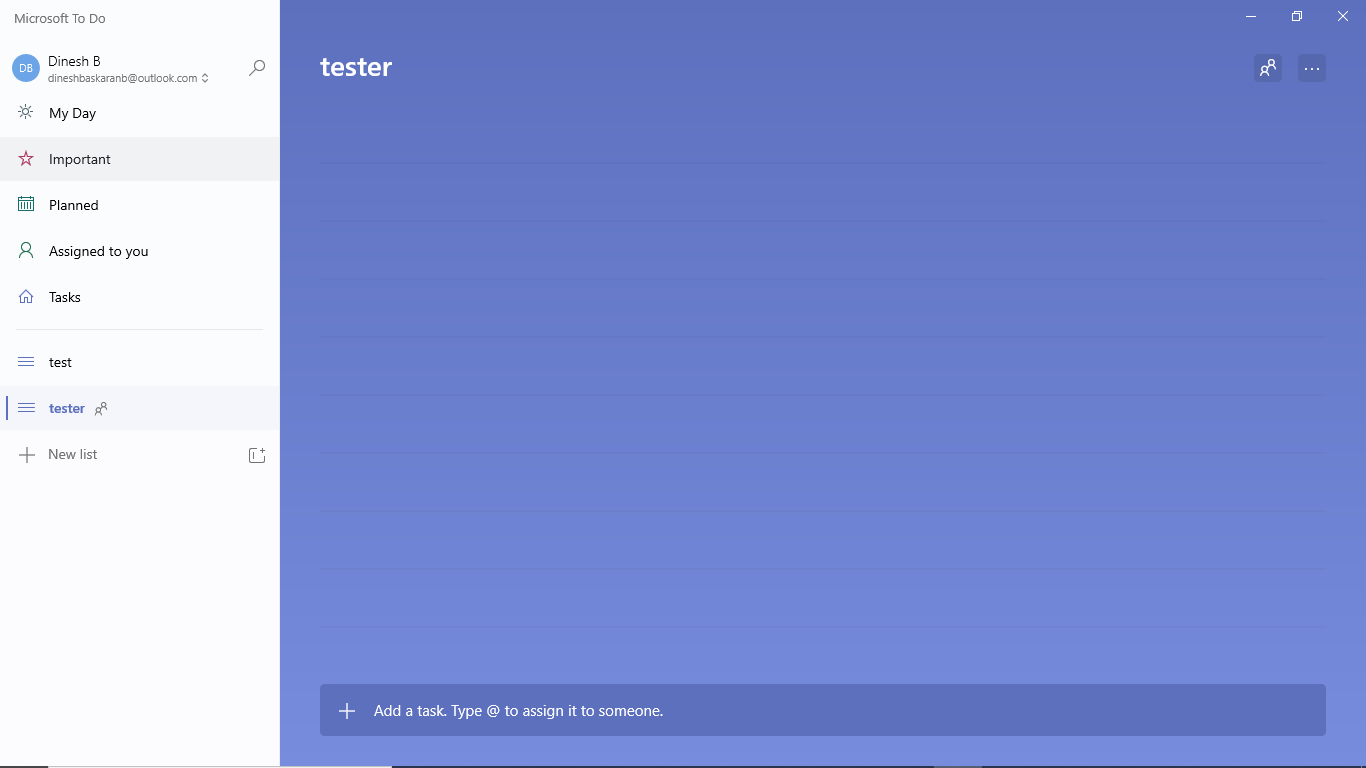 Microsoft To Do
DB
Dinesh B
dineshbaskaranb@outlook.com
My Day
Important
Planned
Assigned to you
Tasks
test
tester
New list
tester
Add a task. Type @ to assign it to someone.